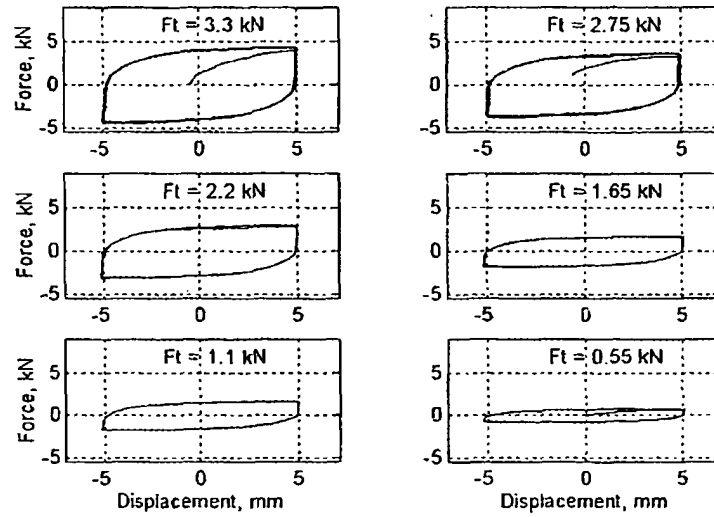 Ft = 3.3 kN
Force, kN
5
0
-5
-5 0 5
Ft = 2.75 kN
5
0
-5
-5 0 5
Ft = 2.2 kN
Force, kN
5
0
-5
-5 0 5
Ft = 1.65 kN
5
0
-5
-5 0 5
Ft = 1.1 kN
Force, kN
5
0
-5
-5 0 5
Displacement, mm
Ft = 0.55 kN
5
0
-5
-5 0 5
Displacement, mm